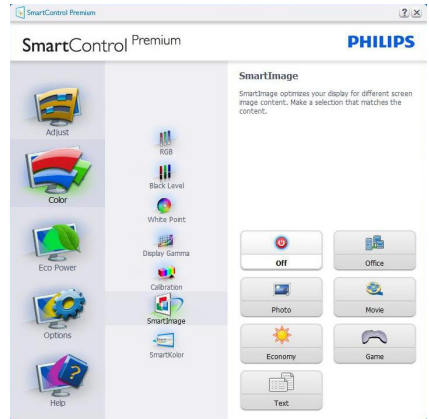 SmartControl Premium
SmartControl Premium
PHILIPS
Adjust
Color
Eco Power
Options
Help
RGB
Black Level
White Point
Display Gamma
Calibration
SmartImage
SmartKolor
SmartImage
SmartImage optimizes your display for different screen
image content. Make a selection that matches the
content.
Off
Office
Photo
Movie
Economy
Game
Text